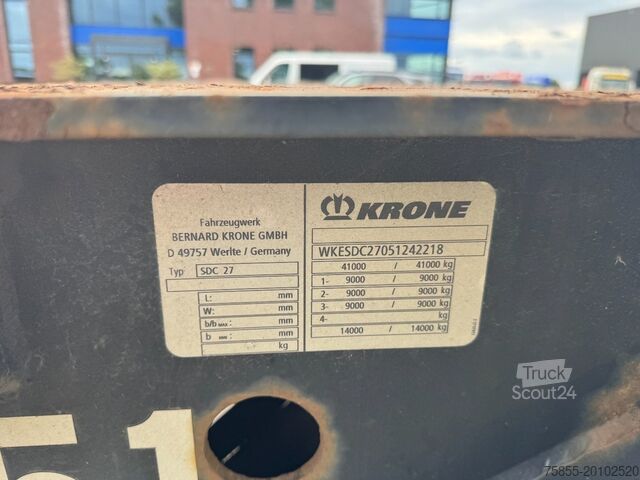 Fahrzeugwerk
BERNARD KRONE GMBH
D 49757 Werlte / Germany
Typ SDC 27
L: mm
W: mm
b/b MAX: mm
b MIN: mm
kg
KRONE
WKESDC27051242218
41000 / 41000 kg
1- 9000 / 9000 kg
2- 9000 / 9000 kg
3- 9000 / 9000 kg
4- kg
14000 / 14000 kg
51
Truck
Scout24
75855-20102520